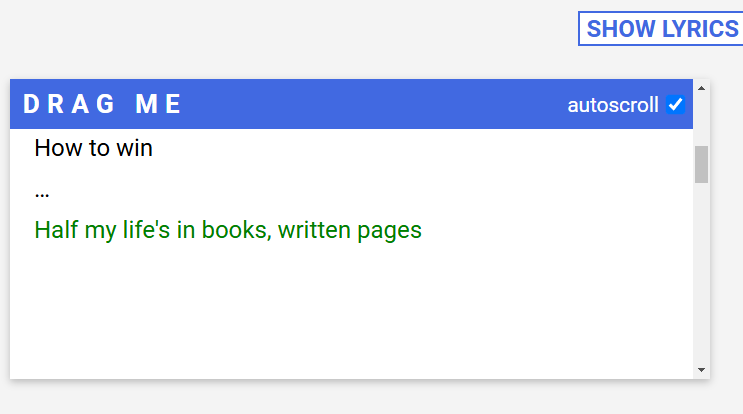 SHOW LYRICS
DRAG ME
autoscroll
How to win
...
Half my life's in books, written pages